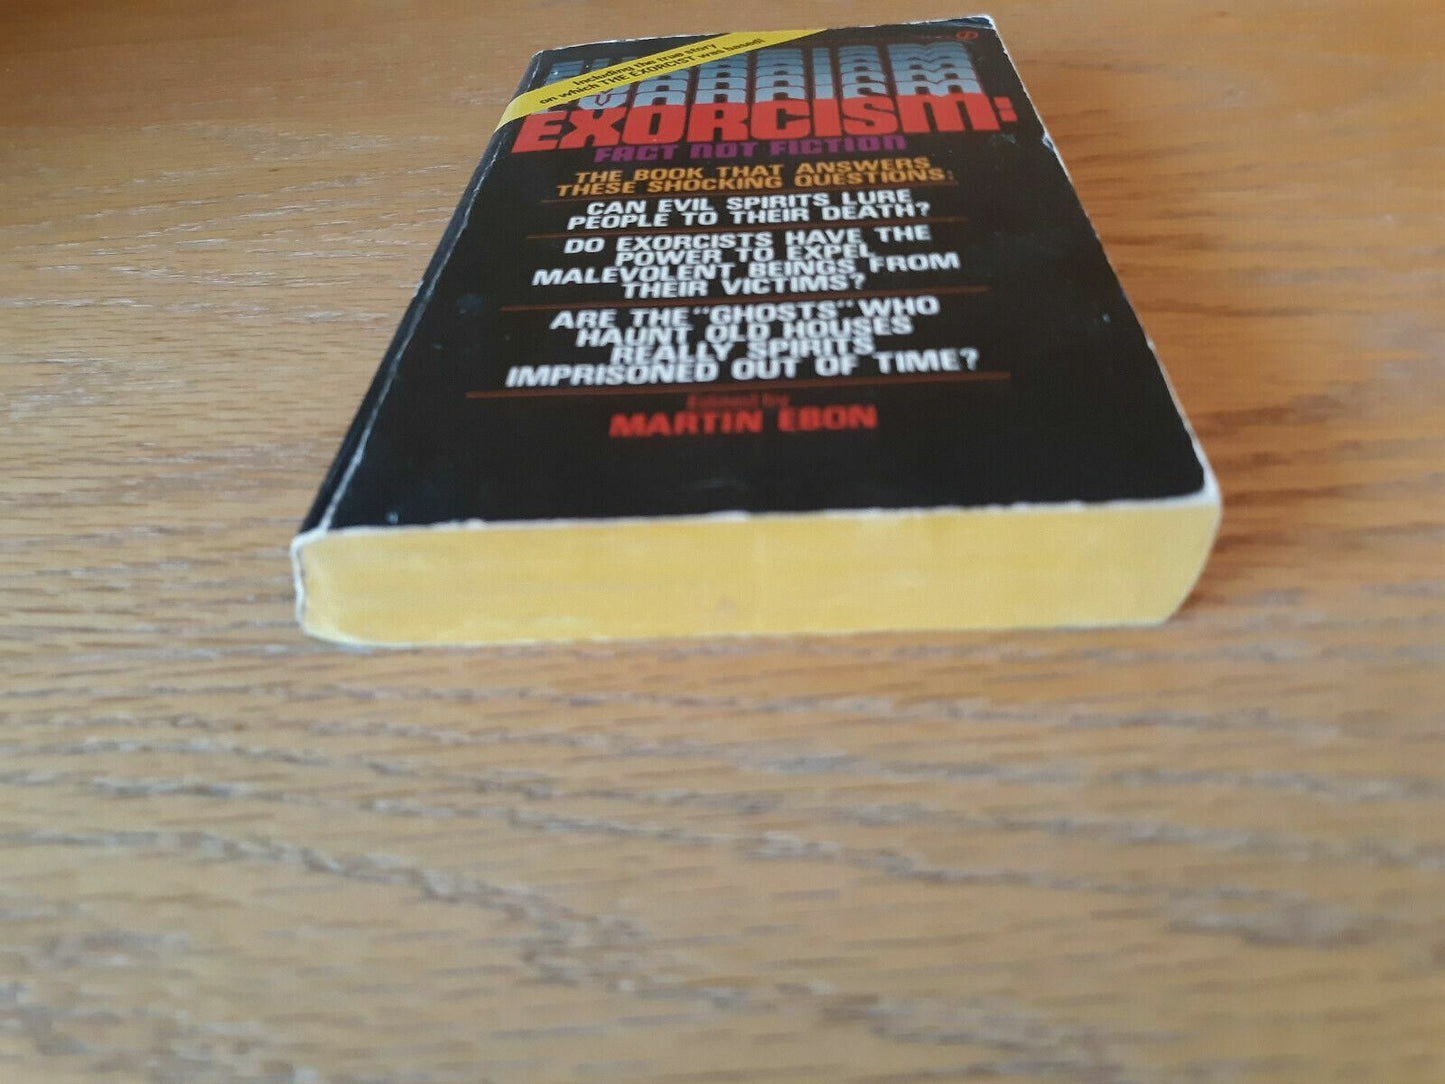 Including the true story
on which THE EXORCIST was based!
EXORCISM:
FACT NOT FICTION
THE BOOK THAT ANSWERS
THESE SHOCKING QUESTIONS:
CAN EVIL SPIRITS LURE
PEOPLE TO THEIR DEATH?
DO EXORCISTS HAVE THE
POWER TO EXPEL
MALEVOLENT BEINGS FROM
THEIR VICTIMS?
ARE THE "GHOSTS" WHO
HAUNT OLD HOUSES
REALLY SPIRITS
IMPRISONED OUT OF TIME?
Edited by
MARTIN EBON